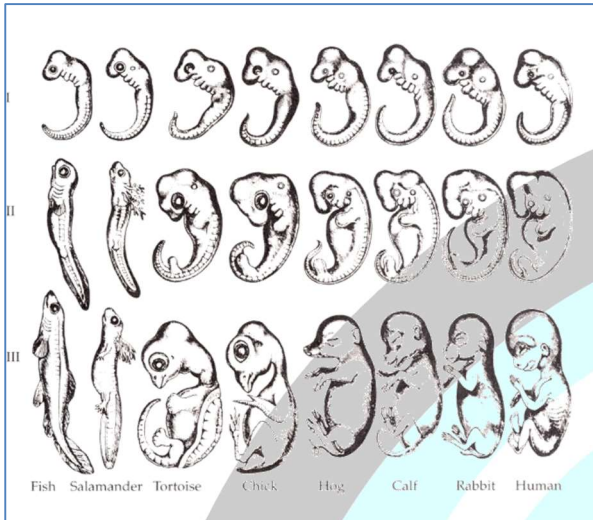 I
II
III
Fish Salamander Tortoise Chick Hog Calf Rabbit Human